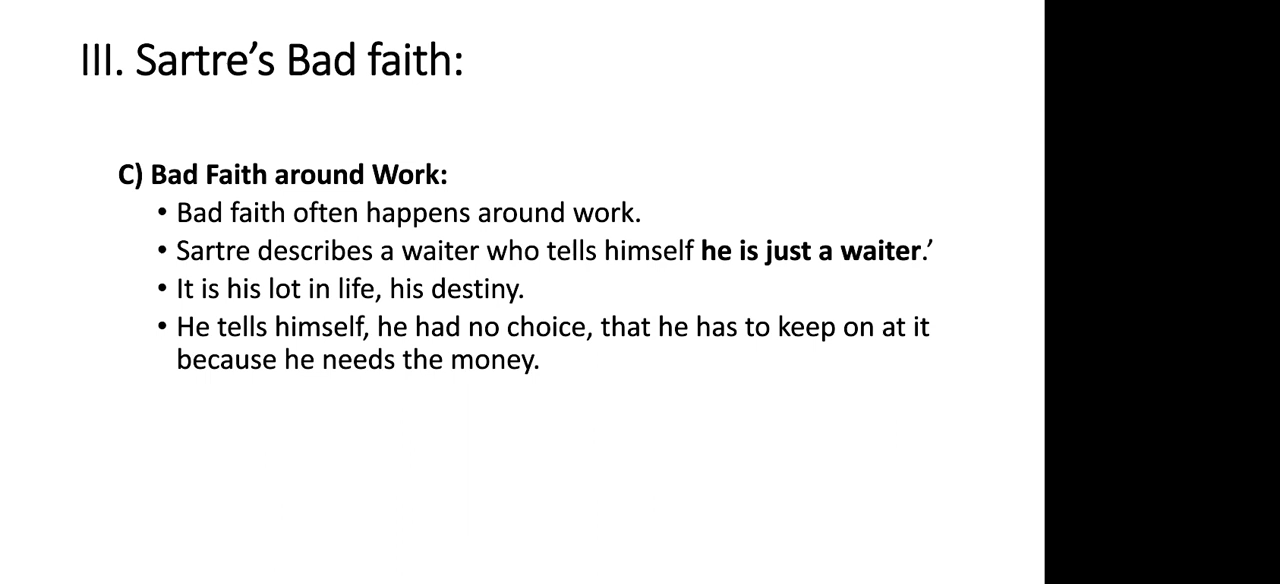 III. Sartre’s Bad faith:
C) Bad Faith around Work:
• Bad faith often happens around work.
• Sartre describes a waiter who tells himself he is just a waiter.’
• It is his lot in life, his destiny.
• He tells himself, he had no choice, that he has to keep on at it
because he needs the money.